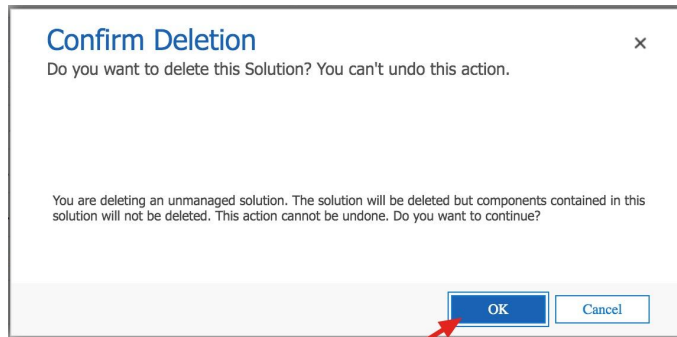 Confirm Deletion
Do you want to delete this Solution? You can't undo this action.
You are deleting an unmanaged solution. The solution will be deleted but components contained in this
solution will not be deleted. This action cannot be undone. Do you want to continue?
OK
Cancel